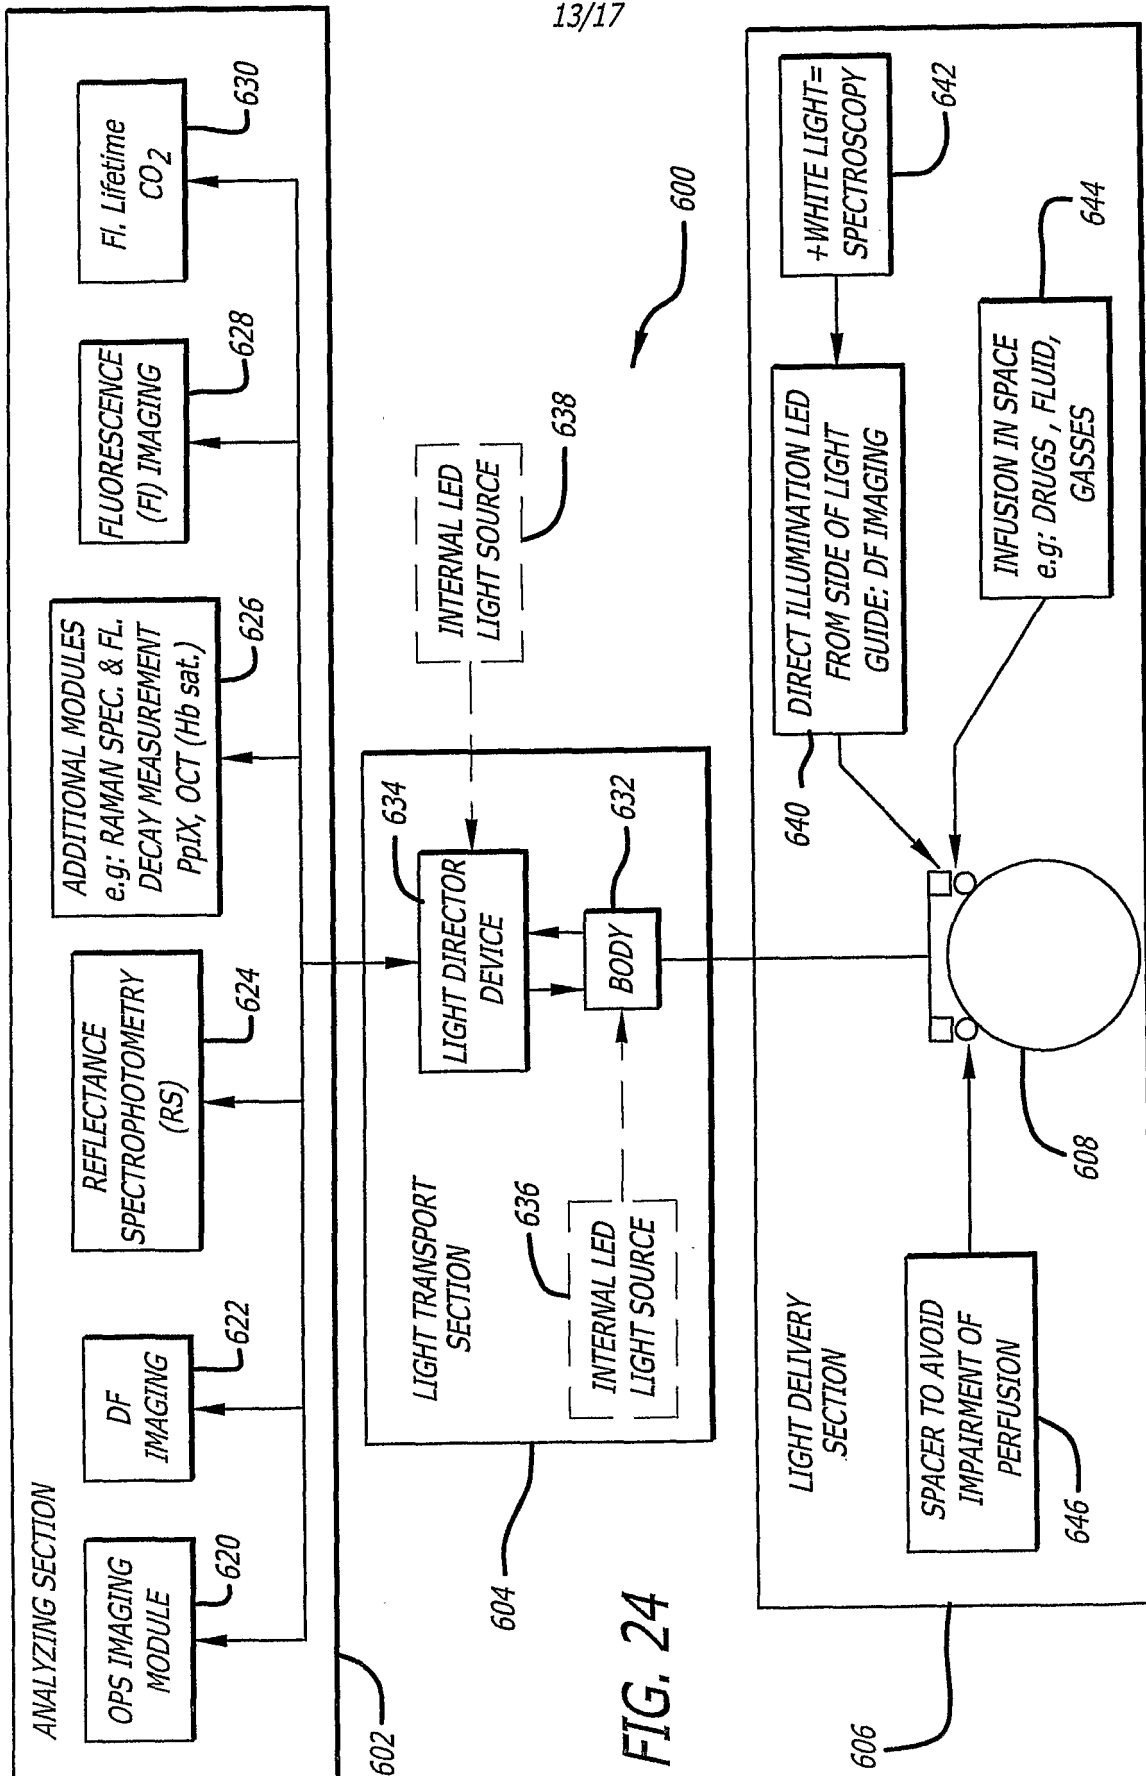 13/17
ANALYZING SECTION
OPS IMAGING
MODULE
620
DF
IMAGING
622
REFLECTANCE
SPECTROPHOTOMETRY
(RS)
624
ADDITIONAL MODULES
e.g: RAMAN SPEC. & FL.
DECAY MEASUREMENT
PpIX, OCT (Hb sat.)
626
FLUORESCENCE
(Fl) IMAGING
628
Fl. Lifetime
CO2
630
602
LIGHT TRANSPORT
SECTION
LIGHT DIRECTOR
DEVICE
634
BODY
632
INTERNAL LED
LIGHT SOURCE
636
INTERNAL LED
LIGHT SOURCE
638
604
600
FIG. 24
LIGHT DELIVERY
SECTION
SPACER TO AVOID
IMPAIRMENT OF
PERFUSION
646
608
DIRECT ILLUMINATION LED
FROM SIDE OF LIGHT
GUIDE: DF IMAGING
640
+WHITE LIGHT=
SPECTROSCOPY
642
INFUSION IN SPACE
e.g: DRUGS , FLUID,
GASSES
644
606